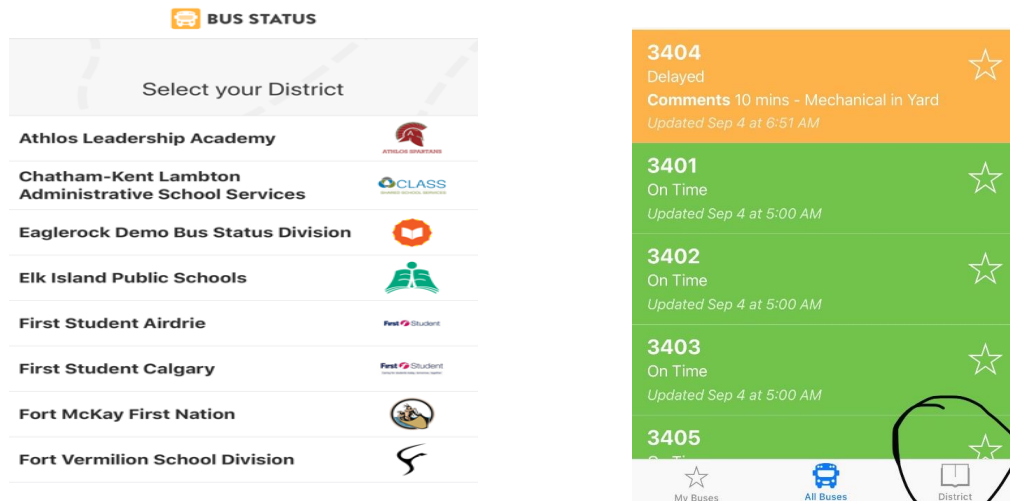 BUS STATUS
Select your District
Athlos Leadership Academy
ATHLOS SPARTANS
Chatham-Kent Lambton
Administrative School Services
CLASS
Eaglerock Demo Bus Status Division
Elk Island Public Schools
First Student Airdrie
First Student
First Student Calgary
First Student
Fort McKay First Nation
Fort Vermilion School Division
3404
Delayed
Comments 10 mins - Mechanical in Yard
Updated Sep 4 at 6:51 AM
3401
On Time
Updated Sep 4 at 5:00 AM
3402
On Time
Updated Sep 4 at 5:00 AM
3403
On Time
Updated Sep 4 at 5:00 AM
3405
My Buses
All Buses
District